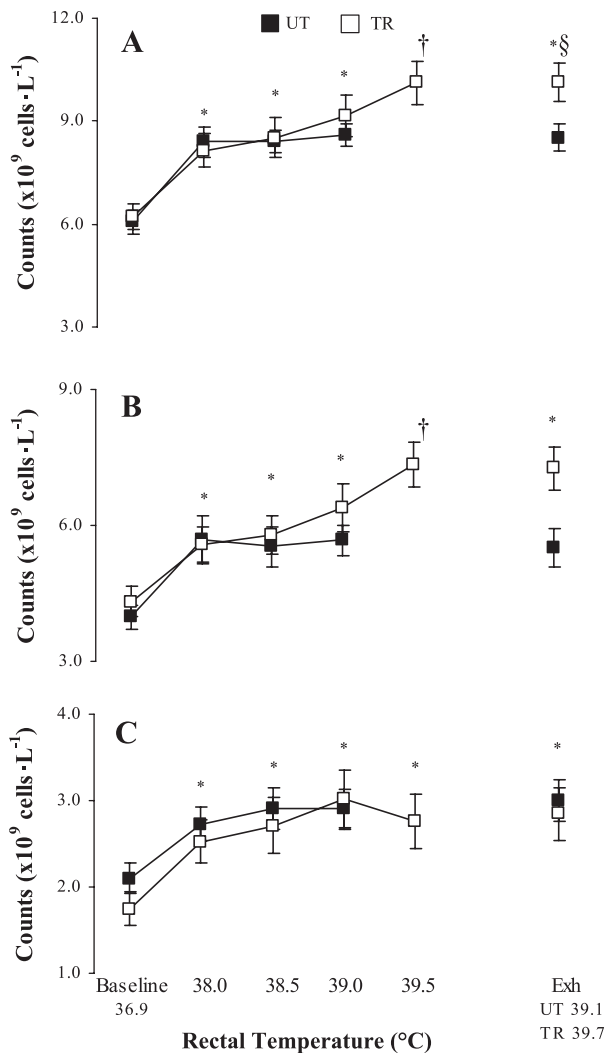 A
UT TR
12.0
9.0
6.0
3.0
Counts (x10⁹ cells·L⁻¹)
* * * † *§
B
9.0
6.0
3.0
Counts (x10⁹ cells·L⁻¹)
* * * † *
C
4.0
3.0
2.0
1.0
Counts (x10⁹ cells·L⁻¹)
* * * * *
Baseline 38.0 38.5 39.0 39.5 Exh
36.9 UT 39.1
TR 39.7
Rectal Temperature (°C)